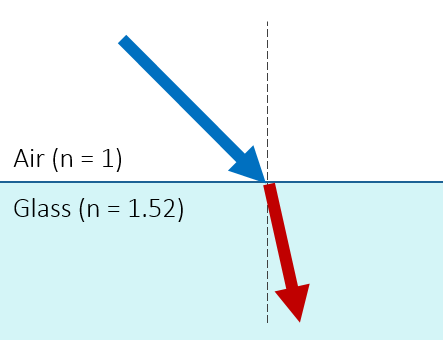 Air (n = 1)
Glass (n = 1.52)